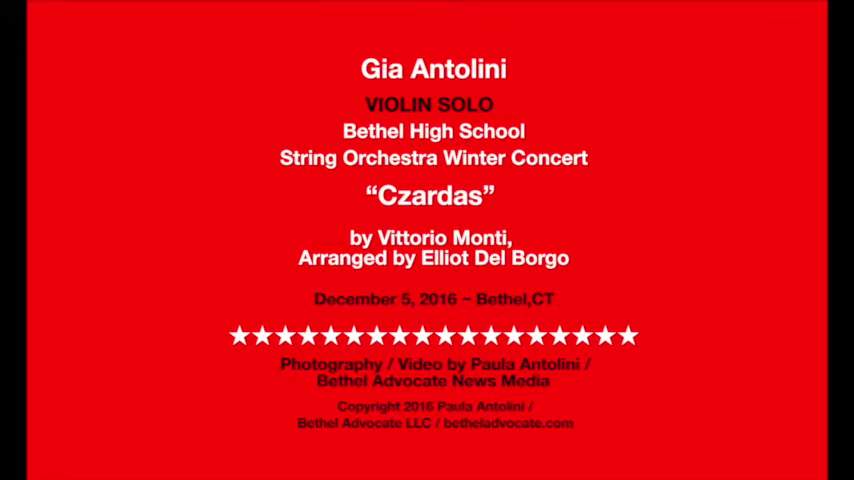 Gia Antolini
VIOLIN SOLO
Bethel High School
String Orchestra Winter Concert
“Czardas”
by Vittorio Monti,
Arranged by Elliot Del Borgo
December 5, 2016 ~ Bethel,CT
★★★★★★★★★★★★★★★★★★
Photography / Video by Paula Antolini /
Bethel Advocate News Media
Copyright 2016 Paula Antolini /
Bethel Advocate LLC / betheladvocate.com